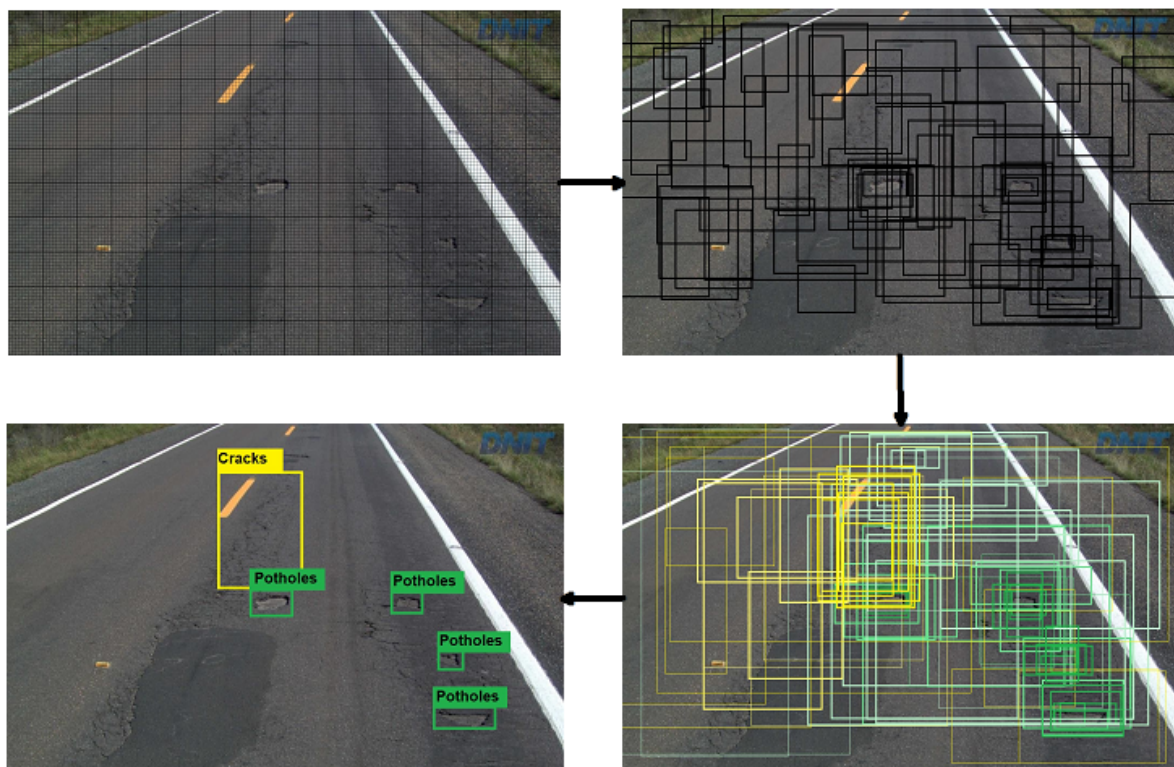 DNIT
DNIT
Cracks
Potholes
Potholes
Potholes
Potholes
DNIT
DNIT